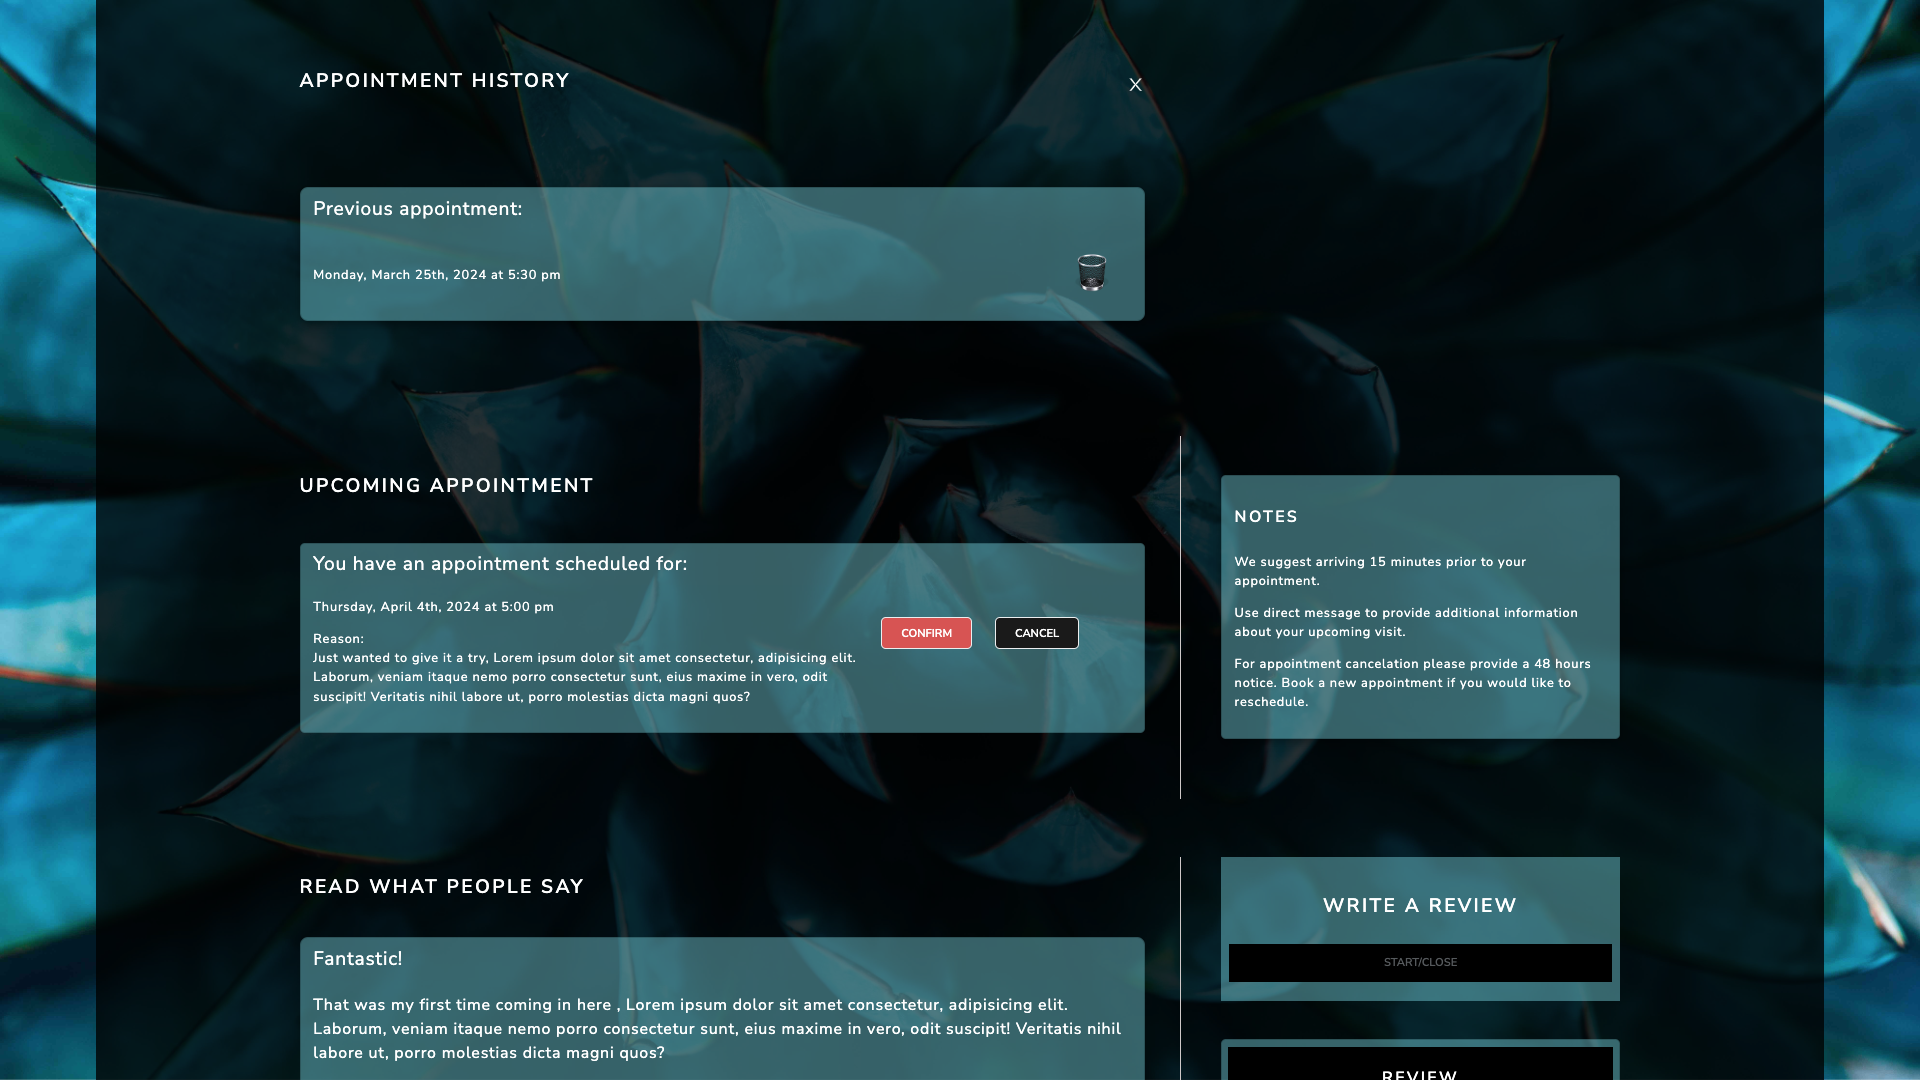 APPOINTMENT HISTORY
X
Previous appointment:
Monday, March 25th, 2024 at 5:30 pm
UPCOMING APPOINTMENT
You have an appointment scheduled for:
Thursday, April 4th, 2024 at 5:00 pm
Reason:
Just wanted to give it a try, Lorem ipsum dolor sit amet consectetur, adipisicing elit.
Laborum, veniam itaque nemo porro consectetur sunt, eius maxime in vero, odit
suscipit! Veritatis nihil labore ut, porro molestias dicta magni quos?
CONFIRM
CANCEL
NOTES
We suggest arriving 15 minutes prior to your
appointment.
Use direct message to provide additional information
about your upcoming visit.
For appointment cancelation please provide a 48 hours
notice. Book a new appointment if you would like to
reschedule.
READ WHAT PEOPLE SAY
Fantastic!
That was my first time coming in here , Lorem ipsum dolor sit amet consectetur, adipisicing elit.
Laborum, veniam itaque nemo porro consectetur sunt, eius maxime in vero, odit suscipit! Veritatis nihil
labore ut, porro molestias dicta magni quos?
WRITE A REVIEW
START/CLOSE
REVIEW